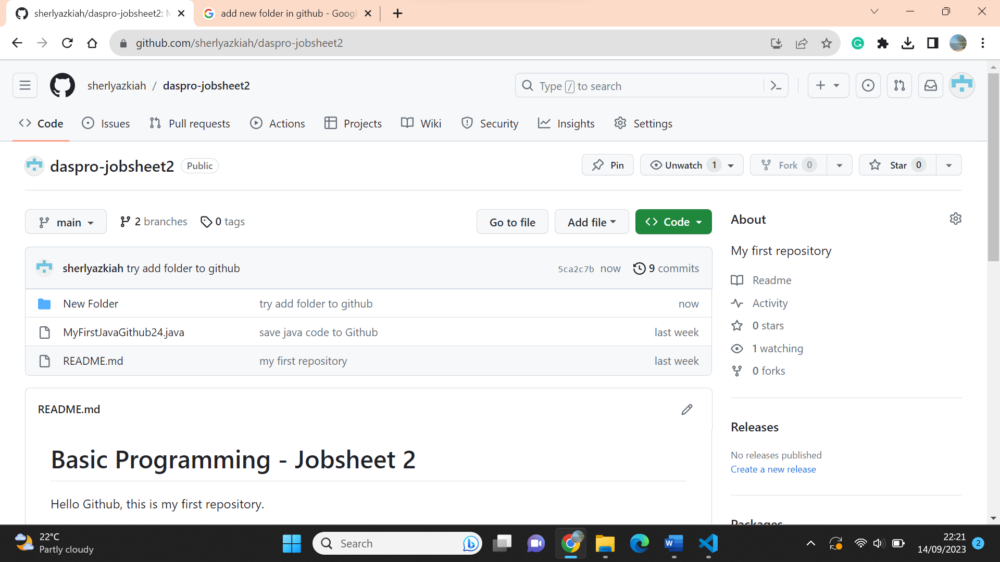 sherlyazkiah/daspro-jobsheet2:
add new folder in github - Goog
github.com/sherlyazkiah/daspro-jobsheet2
sherlyazkiah / daspro-jobsheet2
Type / to search
Code
Issues
Pull requests
Actions
Projects
Wiki
Security
Insights
Settings
daspro-jobsheet2 Public
Pin
Unwatch 1
Fork 0
Star 0
main
2 branches
0 tags
Go to file
Add file
Code
sherlyazkiah try add folder to github
5ca2c7b now
9 commits
New Folder
try add folder to github
now
MyFirstJavaGithub24.java
save java code to Github
last week
README.md
my first repository
last week
README.md
Basic Programming - Jobsheet 2
Hello Github, this is my first repository.
About
My first repository
Readme
Activity
0 stars
1 watching
0 forks
Releases
No releases published
Create a new release
Packages
22°C
Partly cloudy
Search
22:21
14/09/2023
2